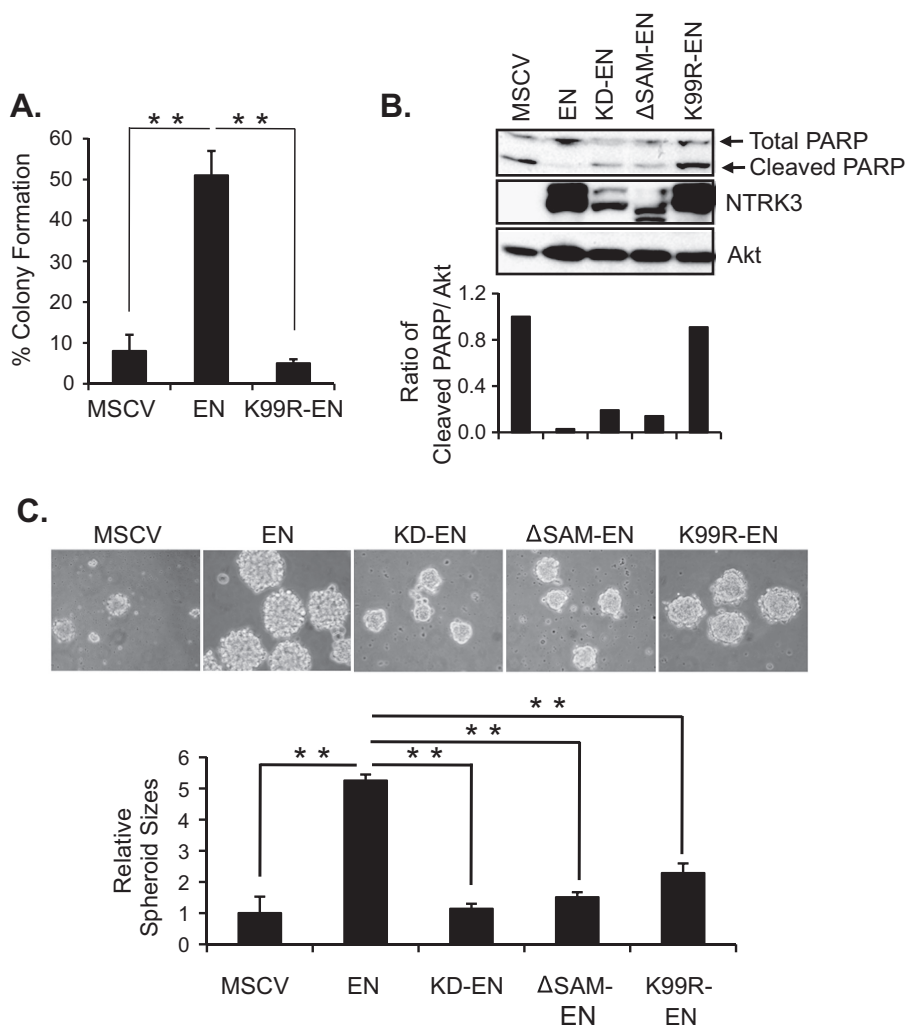 A.
* * * *
% Colony Formation
60
50
40
30
20
10
0
MSCV EN K99R-EN
B.
MSCV EN KD-EN ΔSAM-EN K99R-EN
Total PARP
Cleaved PARP
NTRK3
Akt
Ratio of
Cleaved PARP/Akt
1.2
0.8
0.4
0.0
C.
MSCV EN KD-EN ΔSAM-EN K99R-EN
* *
* *
* * * *
Relative
Spheroid Sizes
6
5
4
3
2
1
0
MSCV EN KD-EN ΔSAM- K99R-
EN EN